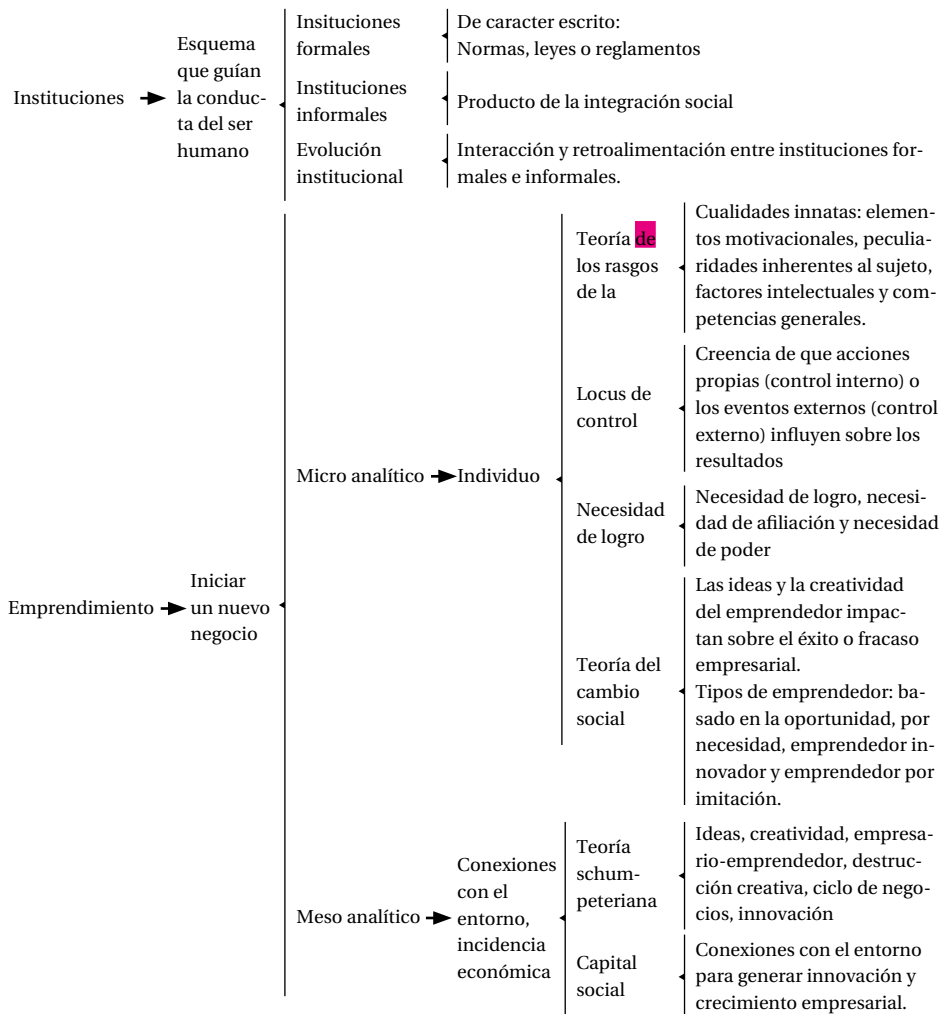 Instituciones
Esquema
que guían
la conduc-
ta del ser
humano
Insituciones
formales
De caracter escrito:
Normas, leyes o reglamentos
Instituciones
informales
Producto de la integración social
Evolución
institucional
Interacción y retroalimentación entre instituciones for-
males e informales.
Emprendimiento
Iniciar
un nuevo
negocio
Micro analítico
Individuo
Teoría de
los rasgos
de la
Cualidades innatas: elemen-
tos motivacionales, peculia-
ridades inherentes al sujeto,
factores intelectuales y com-
petencias generales.
Locus de
control
Creencia de que acciones
propias (control interno) o
los eventos externos (control
externo) influyen sobre los
resultados
Necesidad
de logro
Necesidad de logro, necesi-
dad de afiliación y necesidad
de poder
Teoría del
cambio
social
Las ideas y la creatividad
del emprendedor impac-
tan sobre el éxito o fracaso
empresarial.
Tipos de emprendedor: ba-
sado en la oportunidad, por
necesidad, emprendedor in-
novador y emprendedor por
imitación.
Meso analítico
Conexiones
con el
entorno,
incidencia
económica
Teoría
schum-
peteriana
Ideas, creatividad, empresa-
rio-emprendedor, destruc-
ción creativa, ciclo de nego-
cios, innovación
Capital
social
Conexiones con el entorno
para generar innovación y
crecimiento empresarial.